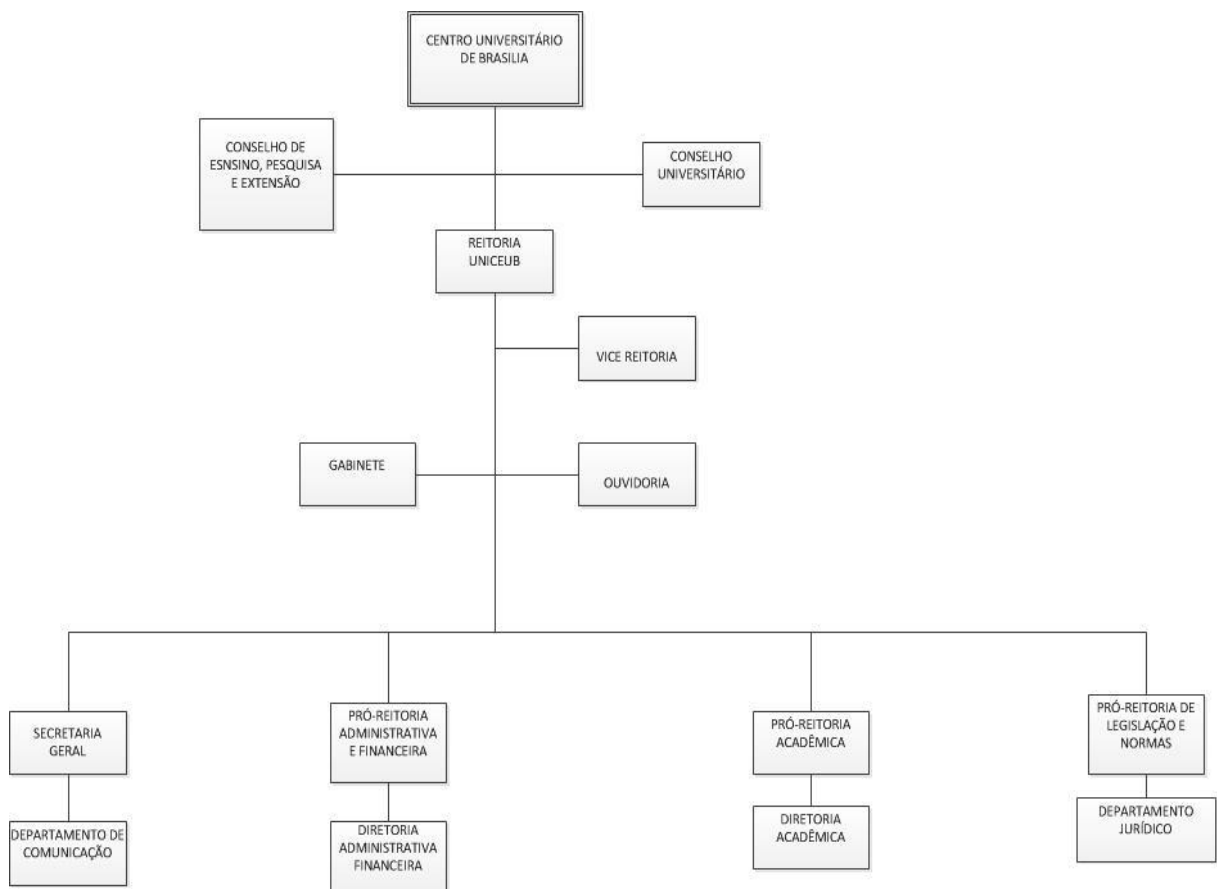 CENTRO UNIVERSITÁRIO
DE BRASILIA
CONSELHO DE
ESNSINO, PESQUISA
E EXTENSÃO
CONSELHO
UNIVERSITÁRIO
REITORIA
UNICEUB
VICE REITORIA
GABINETE
OUVIDORIA
SECRETARIA
GERAL
PRÓ-REITORIA
ADMINISTRATIVA
E FINANCEIRA
PRÓ-REITORIA
ACADÊMICA
PRÓ-REITORIA DE
LEGISLAÇÃO E
NORMAS
DEPARTAMENTO DE
COMUNICAÇÃO
DIRETORIA
ADMINISTRATIVA
FINANCEIRA
DIRETORIA
ACADÊMICA
DEPARTAMENTO
JURÍDICO